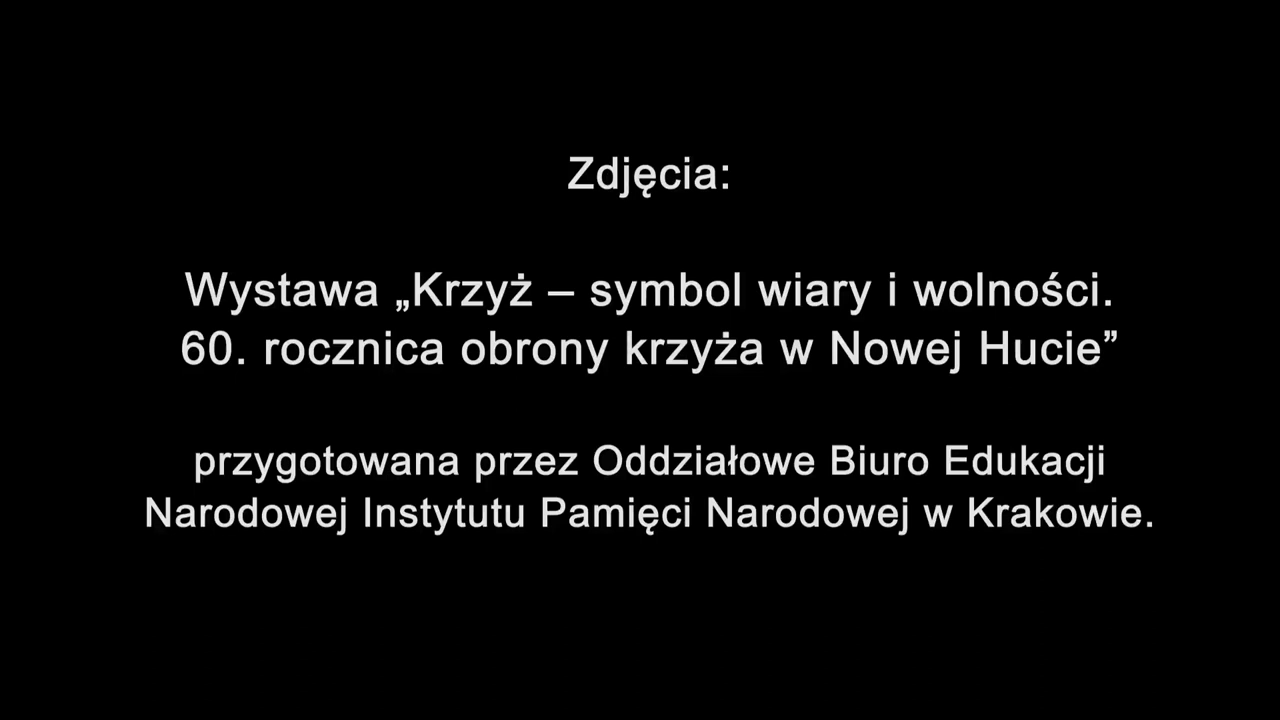 Zdjęcia:
Wystawa „Krzyż – symbol wiary i wolności.
60. rocznica obrony krzyża w Nowej Hucie”
przygotowana przez Oddziałowe Biuro Edukacji
Narodowej Instytutu Pamięci Narodowej w Krakowie.